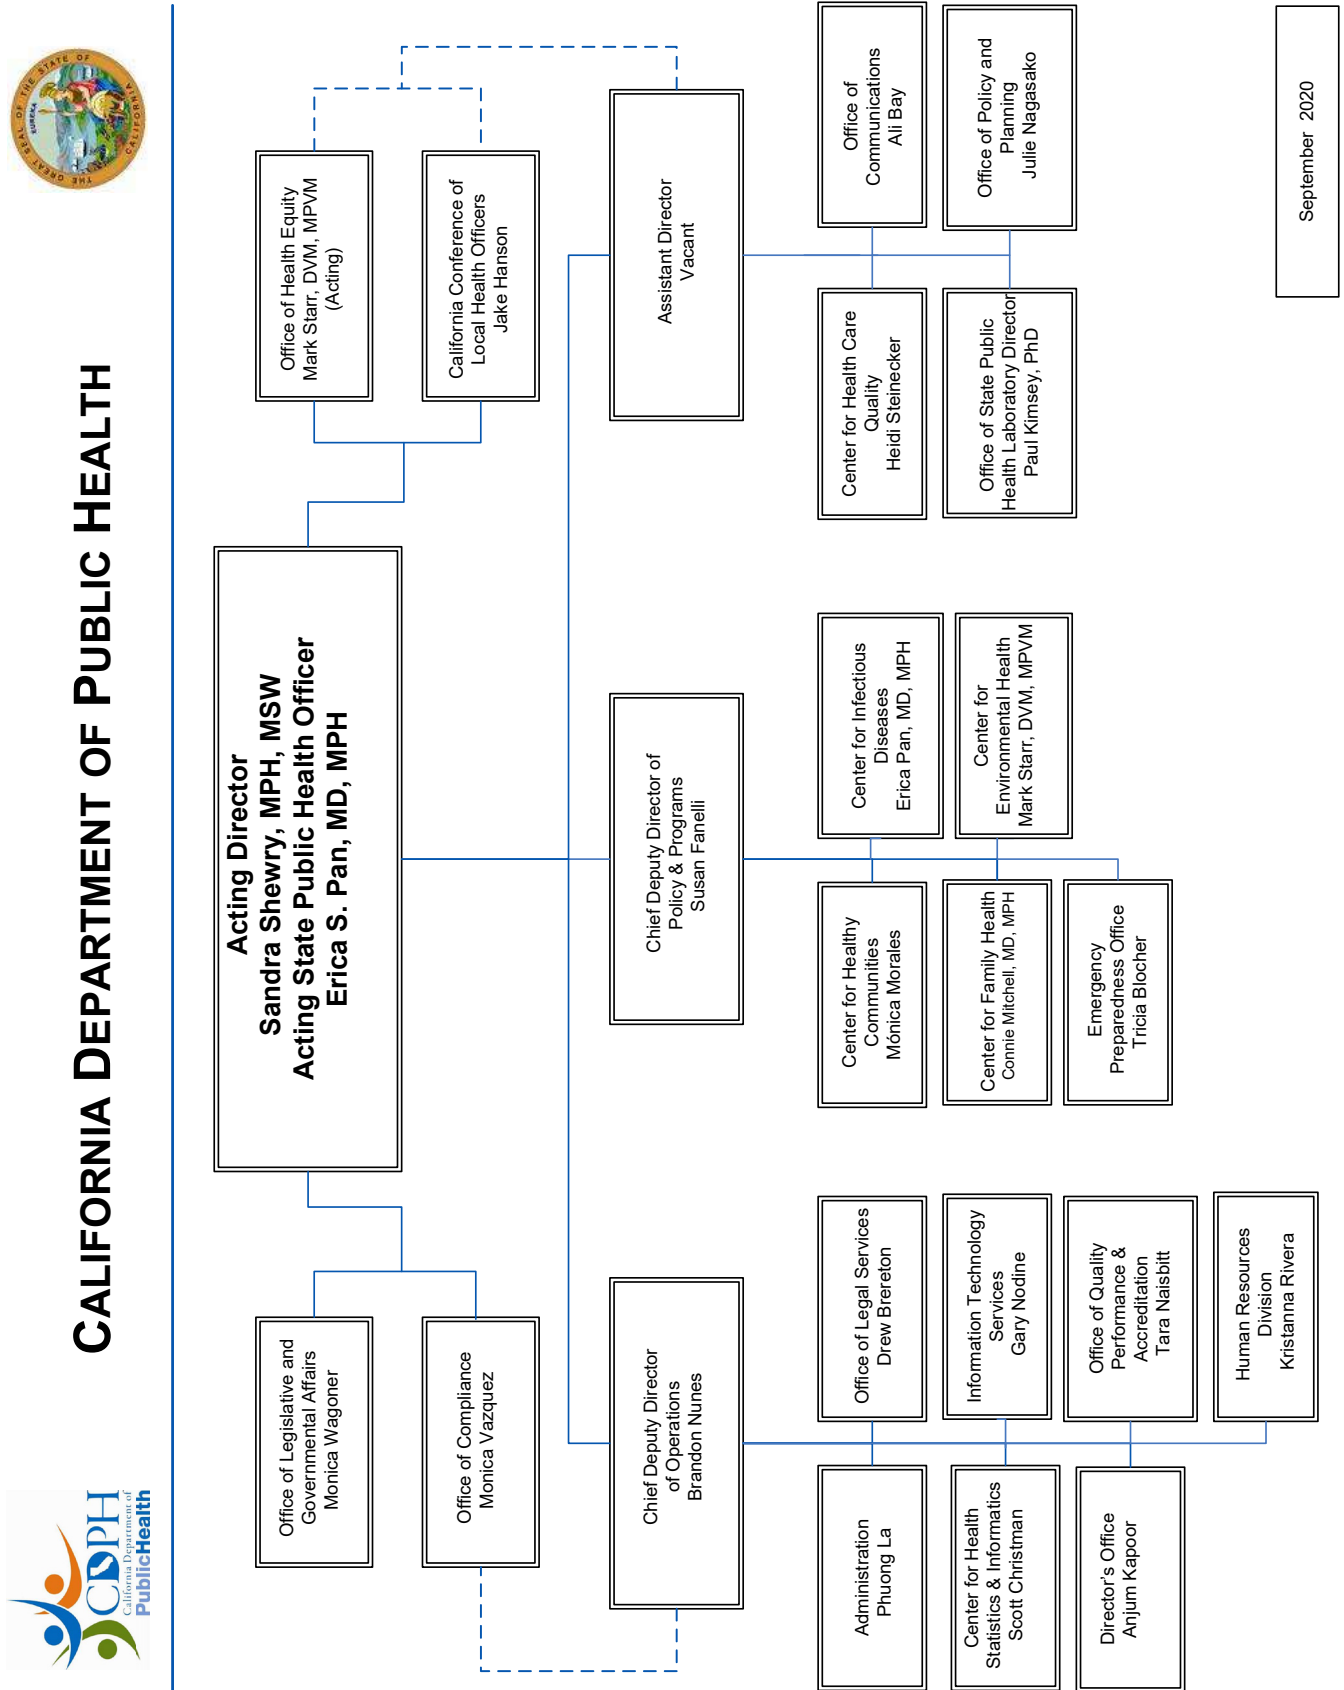 CDPH
California Department of
PublicHealth
CALIFORNIA DEPARTMENT OF PUBLIC HEALTH
THE GREAT SEAL OF THE STATE OF CALIFORNIA
EUREKA
Acting Director
Sandra Shewry, MPH, MSW
Acting State Public Health Officer
Erica S. Pan, MD, MPH
Office of Legislative and
Governmental Affairs
Monica Wagoner
Office of Compliance
Monica Vazquez
Office of Health Equity
Mark Starr, DVM, MPVM
(Acting)
California Conference of
Local Health Officers
Jake Hanson
Chief Deputy Director
of Operations
Brandon Nunes
Chief Deputy Director of
Policy & Programs
Susan Fanelli
Assistant Director
Vacant
Administration
Phuong La
Office of Legal Services
Drew Brereton
Center for Health
Statistics & Informatics
Scott Christman
Information Technology
Services
Gary Nodine
Director's Office
Anjum Kapoor
Office of Quality
Performance &
Accreditation
Tara Naisbitt
Human Resources
Division
Kristanna Rivera
Center for Healthy
Communities
Mónica Morales
Center for Infectious
Diseases
Erica Pan, MD, MPH
Center for Family Health
Connie Mitchell, MD, MPH
Center for
Environmental Health
Mark Starr, DVM, MPVM
Emergency
Preparedness Office
Tricia Blocher
Center for Health Care
Quality
Heidi Steinecker
Office of
Communications
Ali Bay
Office of State Public
Health Laboratory Director
Paul Kimsey, PhD
Office of Policy and
Planning
Julie Nagasako
September 2020